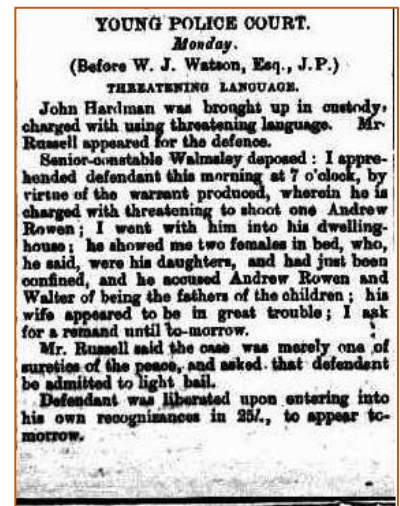 YOUNG POLICE COURT.
Monday.
(Before W. J. Watson, Esq., J.P.)
THREATENING LANGUAGE.
John Hardman was brought up in custody,
charged with using threatening language. Mr
Russell appeared for the defence.
Senior-constable Walmsley deposed : I appre-
hended defendant this morning at 7 o'clock, by
virtue of the warrant produced, wherein he is
charged with threatening to shoot one Andrew
Rowen ; I went with him into his dwelling-
house ; he showed me two females in bed, who,
he said, were his daughters, and had just been
confined, and he accused Andrew Rowen and
Walter of being the fathers of the children ; his
wife appeared to be in great trouble ; I ask
for a remand until to-morrow.
Mr. Russell said the case was merely one of
sureties of the peace, and asked that defendant
be admitted to light bail.
Defendant was liberated upon entering into
his own recognizances in 25l., to appear to-
morrow.